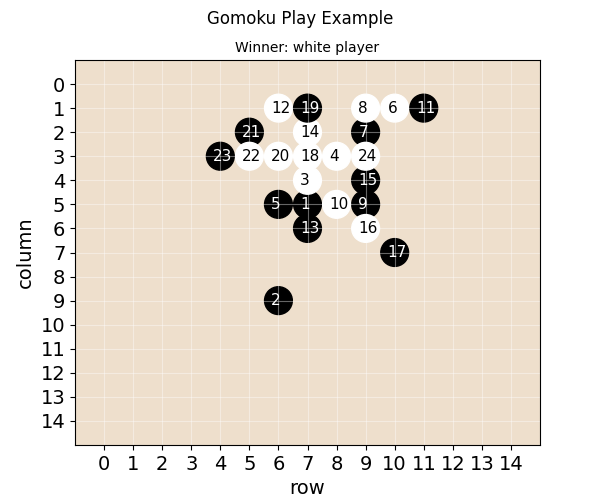 Gomoku Play Example
Winner: white player
0
1 12 19 8 6 11
2 21 14 7
3 23 22 20 18 4 24
4 3 15
5 5 1 10 9
6 13 16
7 17
8
9 2
10
11
12
13
14
column
0 1 2 3 4 5 6 7 8 9 10 11 12 13 14
row